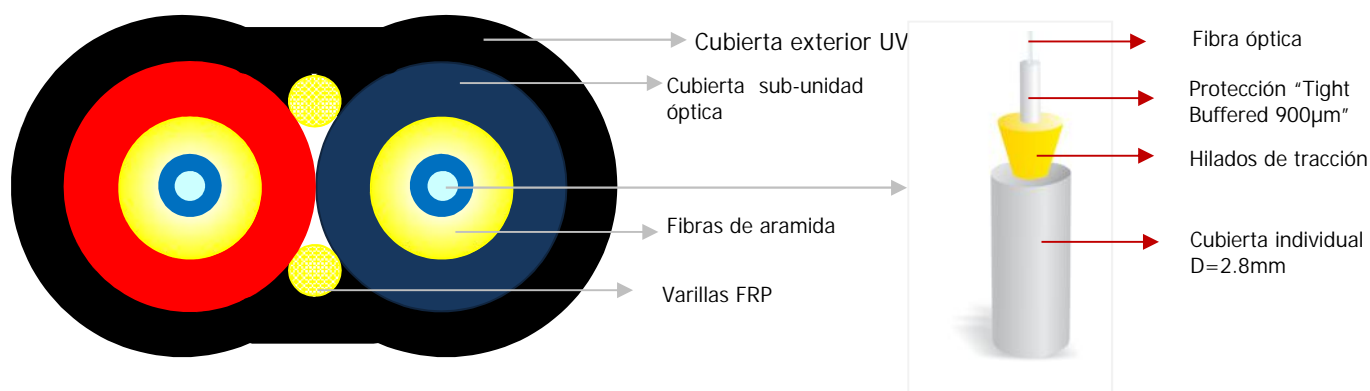 Cubierta exterior UV
Cubierta sub-unidad
óptica
Fibras de aramida
Varillas FRP
Fibra óptica
Protección “Tight
Buffered 900µm”
Hilados de tracción
Cubierta individual
D=2.8mm